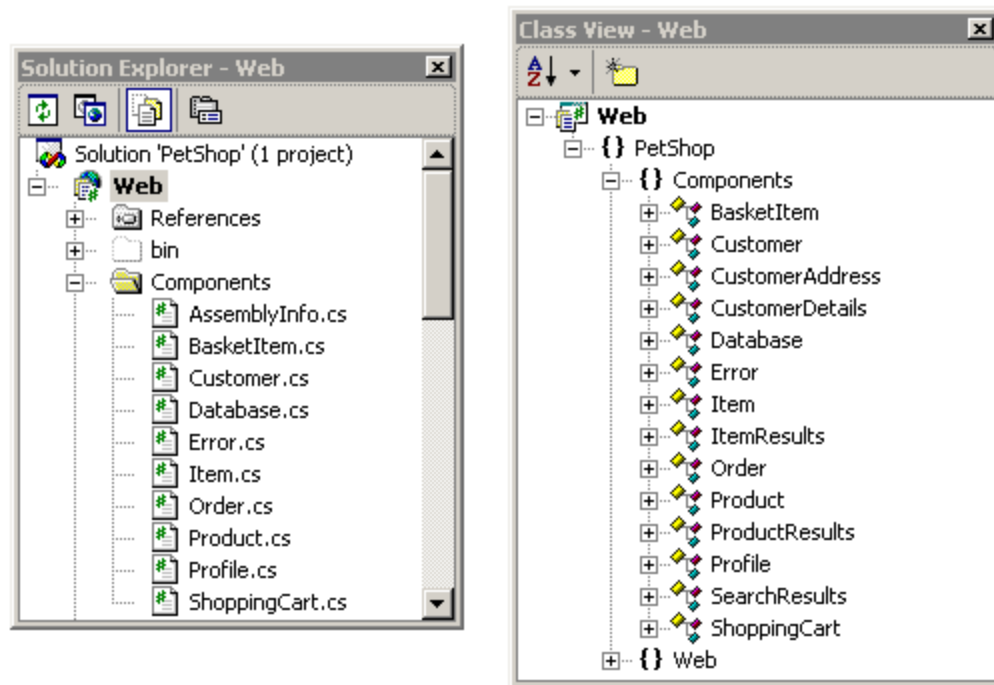 Solution Explorer - Web
Solution 'PetShop' (1 project)
Web
References
bin
Components
AssemblyInfo.cs
BasketItem.cs
Customer.cs
Database.cs
Error.cs
Item.cs
Order.cs
Product.cs
Profile.cs
ShoppingCart.cs
Class View - Web
AZ
Web
{} PetShop
{} Components
BasketItem
Customer
CustomerAddress
CustomerDetails
Database
Error
Item
ItemResults
Order
Product
ProductResults
Profile
SearchResults
ShoppingCart
{} Web